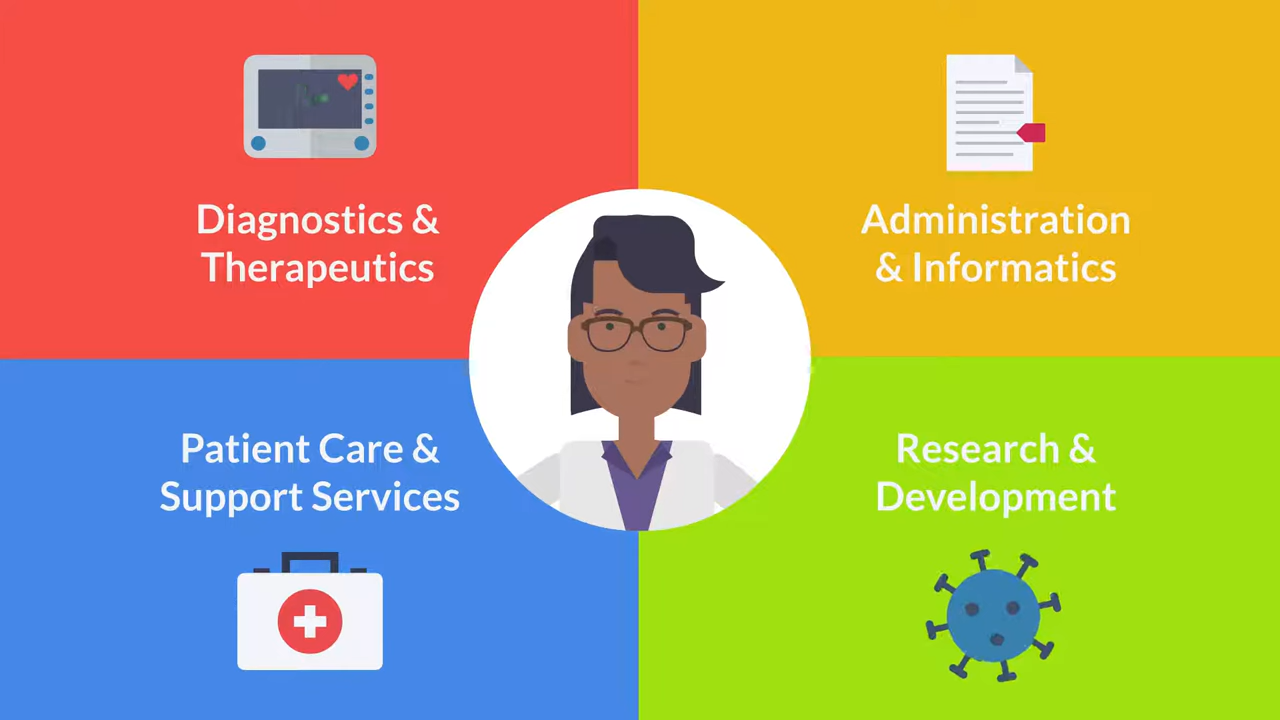 Diagnostics &
Therapeutics
Administration
& Informatics
Patient Care &
Support Services
Research &
Development